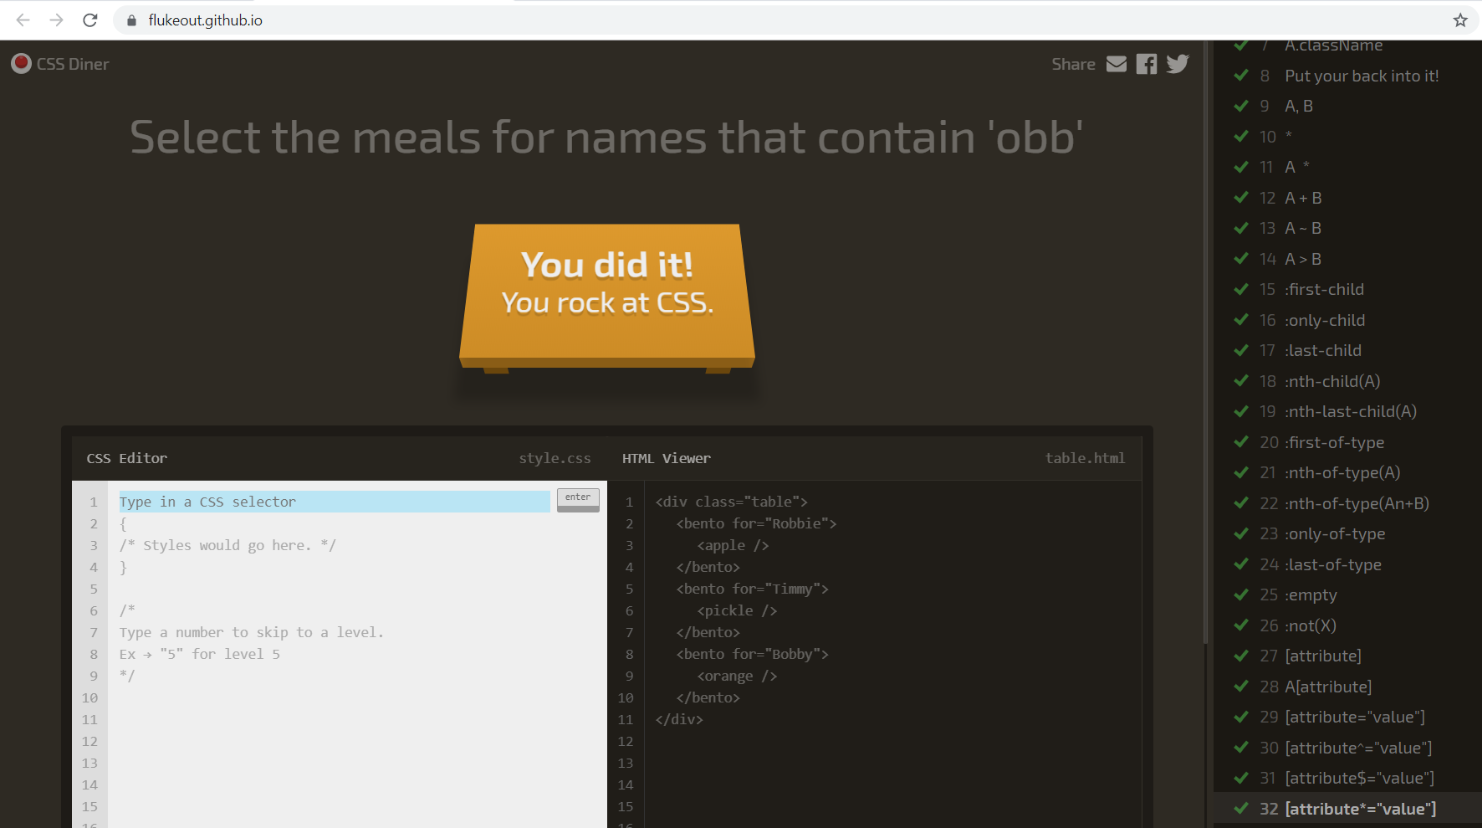 flukeout.github.io
CSS Diner
Share
Select the meals for names that contain 'obb'
You did it!
You rock at CSS.
CSS Editor style.css
1 Type in a CSS selector enter
2 {
3 /* Styles would go here. */
4 }
5
6 /*
7 Type a number to skip to a level.
8 Ex → "5" for level 5
9 */
10
11
12
13
14
15
16
HTML Viewer table.html
1 <div class="table">
2 <bento for="Robbie">
3 <apple />
4 </bento>
5 <bento for="Timmy">
6 <pickle />
7 </bento>
8 <bento for="Bobby">
9 <orange />
10 </bento>
11 </div>
12
13
14
15
16
7 A.className
8 Put your back into it!
9 A, B
10 *
11 A *
12 A + B
13 A ~ B
14 A > B
15 :first-child
16 :only-child
17 :last-child
18 :nth-child(A)
19 :nth-last-child(A)
20 :first-of-type
21 :nth-of-type(A)
22 :nth-of-type(An+B)
23 :only-of-type
24 :last-of-type
25 :empty
26 :not(X)
27 [attribute]
28 A[attribute]
29 [attribute="value"]
30 [attribute^="value"]
31 [attribute$="value"]
32 [attribute*="value"]